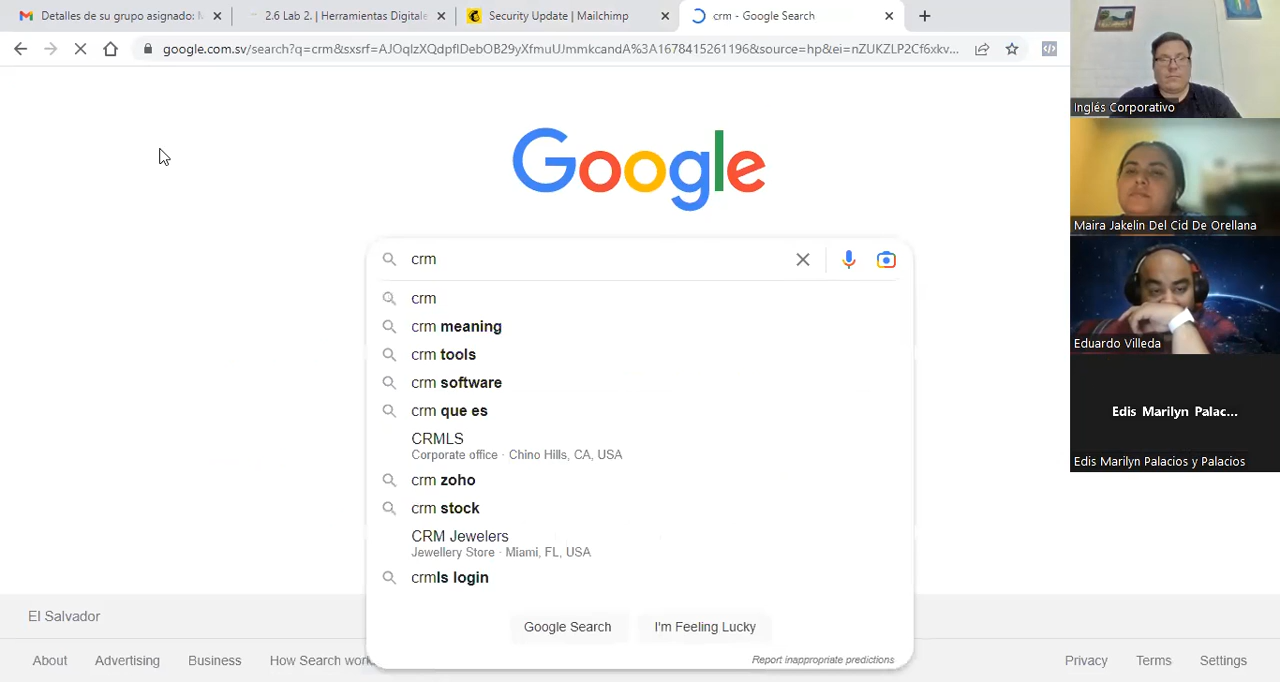 Detalles de su grupo asignado:
2.6 Lab 2. | Herramientas Digitale
Security Update | Mailchimp
crm - Google Search
google.com.sv/search?q=crm&sxsrf=AJOqlzXQdpflDebOB29yXfmuUJmmkcandA%3A1678415261196&source=hp&ei=nZUKZLP2Cf6xkv...
Inglés Corporativo
Google
Maira Jakelin Del Cid De Orellana
crm
crm
crm meaning
crm tools
crm software
crm que es
CRMLS
Corporate office · Chino Hills, CA, USA
crm zoho
crm stock
CRM Jewelers
Jewellery Store · Miami, FL, USA
crmls login
Eduardo Villeda
Edis Marilyn Palac...
Edis Marilyn Palacios y Palacios
Google Search
I'm Feeling Lucky
Report inappropriate predictions
El Salvador
About
Advertising
Business
How Search work
Privacy
Terms
Settings